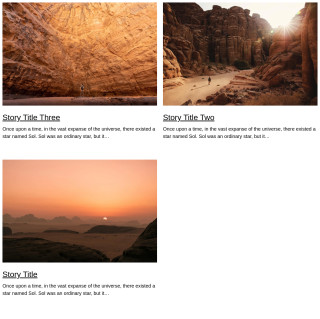 Story Title Three
Once upon a time, in the vast expanse of the universe, there existed a
star named Sol. Sol was an ordinary star, but it...
Story Title Two
Once upon a time, in the vast expanse of the universe, there existed a
star named Sol. Sol was an ordinary star, but it...
Story Title
Once upon a time, in the vast expanse of the universe, there existed a
star named Sol. Sol was an ordinary star, but it...